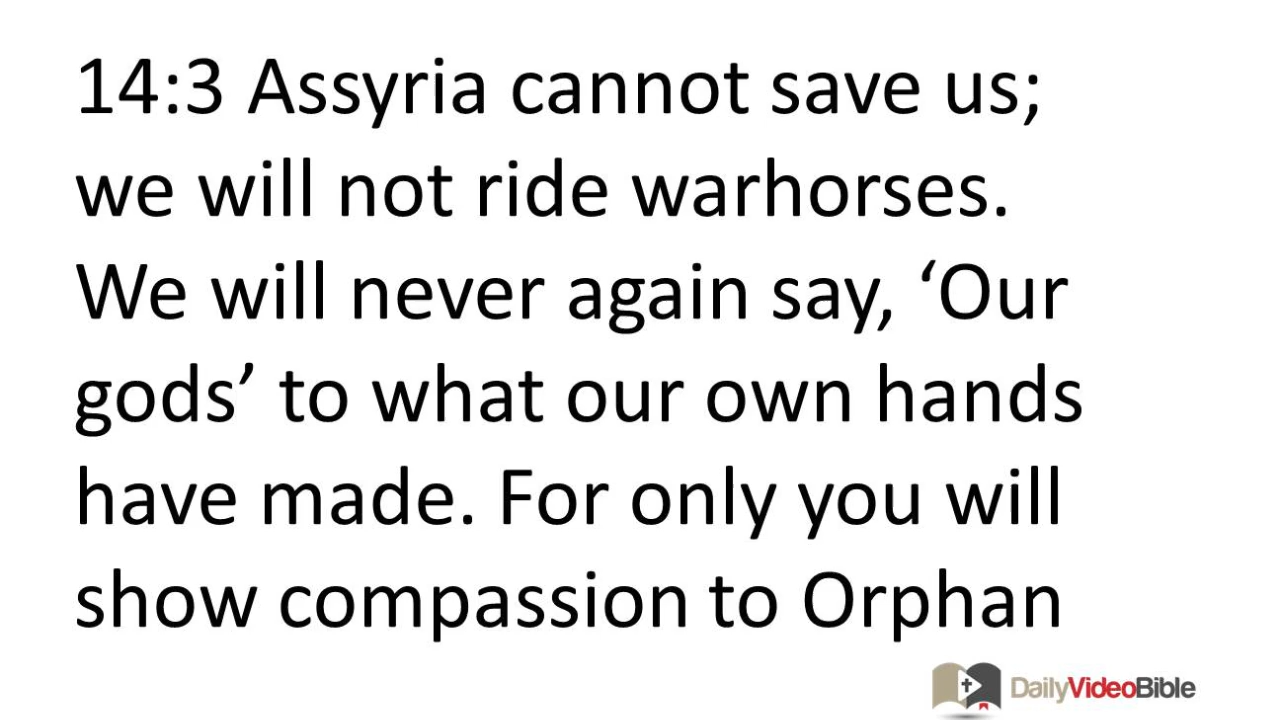 14:3 Assyria cannot save us;
we will not ride warhorses.
We will never again say, ‘Our
gods’ to what our own hands
have made. For only you will
show compassion to Orphan
DailyVideoBible